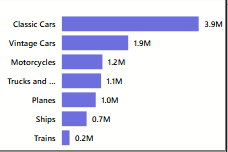 Classic Cars 3.9M
Vintage Cars 1.9M
Motorcycles 1.2M
Trucks and ... 1.1M
Planes 1.0M
Ships 0.7M
Trains 0.2M